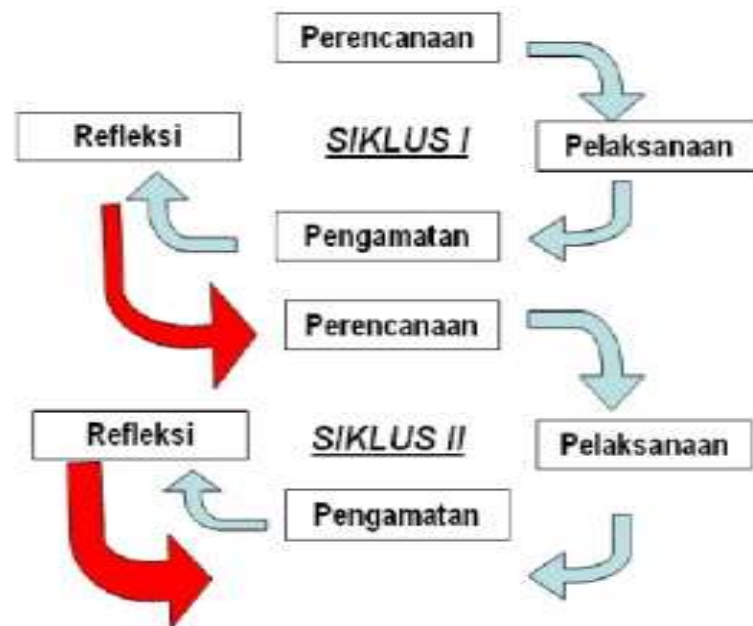 Perencanaan
Refleksi
SIKLUS I
Pelaksanaan
Pengamatan
Perencanaan
Refleksi
SIKLUS II
Pelaksanaan
Pengamatan